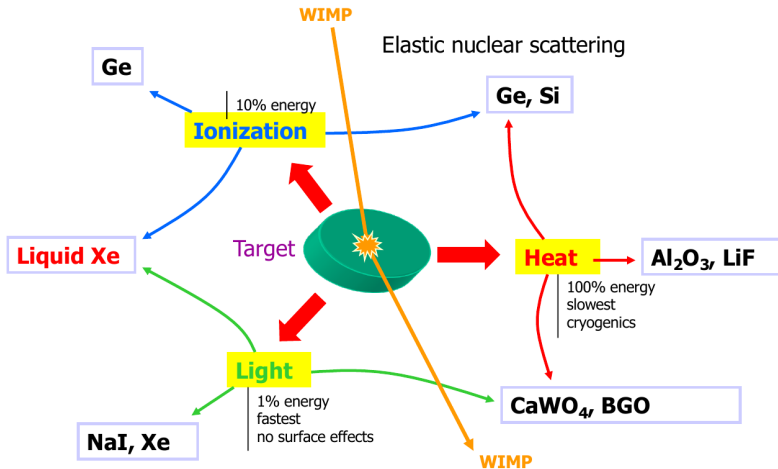 WIMP
Elastic nuclear scattering
Ge
10% energy
Ge, Si
Ionization
Target
Liquid Xe
Heat
Al₂O₃, LiF
100% energy
slowest
cryogenics
Light
1% energy
fastest
no surface effects
CaWO₄, BGO
NaI, Xe
WIMP